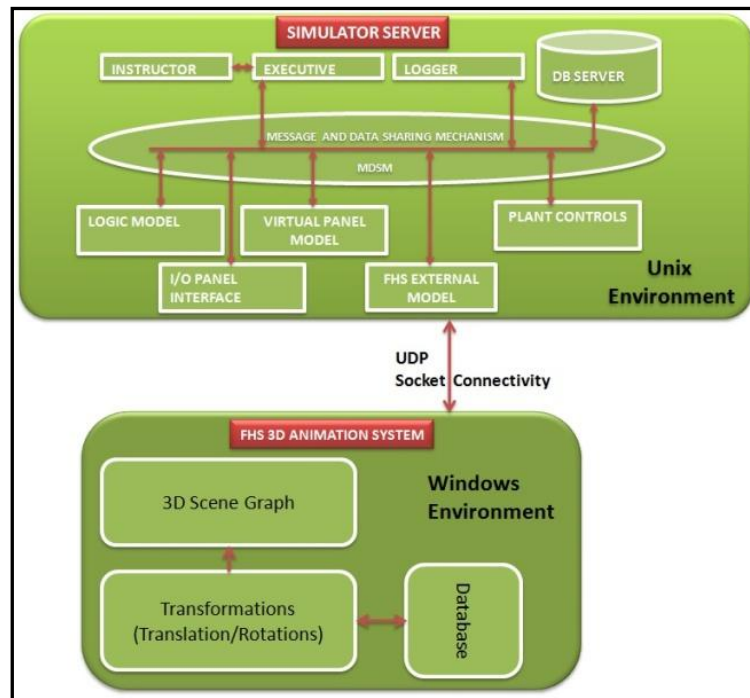 SIMULATOR SERVER
INSTRUCTOR
EXECUTIVE
LOGGER
DB SERVER
MESSAGE AND DATA SHARING MECHANISM
MDSM
LOGIC MODEL
VIRTUAL PANEL
MODEL
PLANT CONTROLS
I/O PANEL
INTERFACE
FHS EXTERNAL
MODEL
Unix
Environment
UDP
Socket Connectivity
FHS 3D ANIMATION SYSTEM
3D Scene Graph
Windows
Environment
Transformations
(Translation/Rotations)
Database